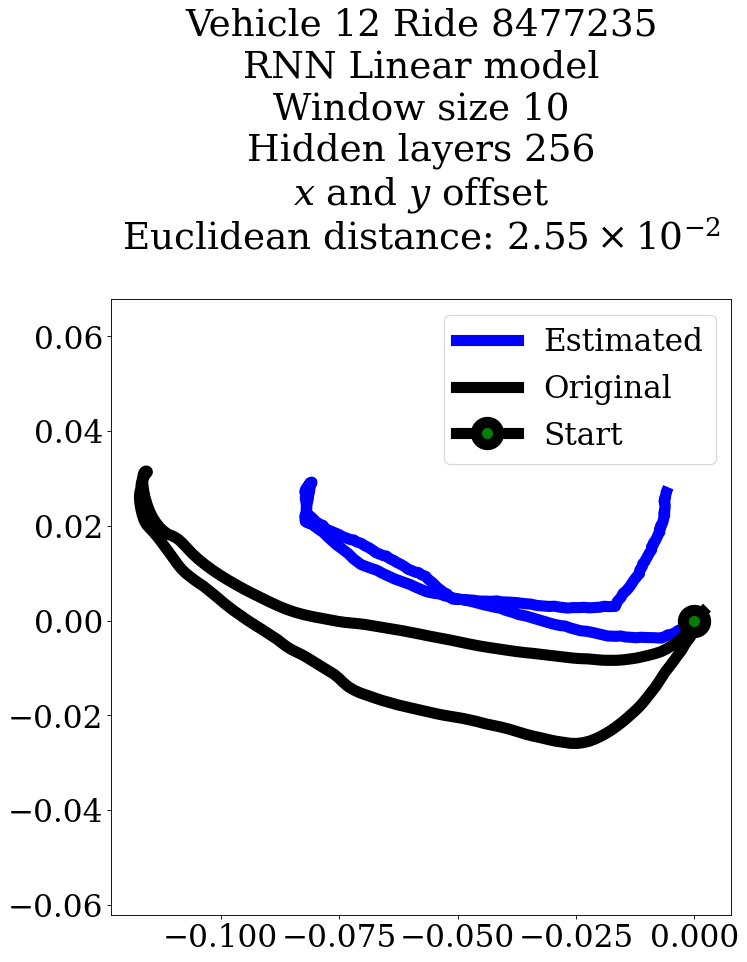 Vehicle 12 Ride 8477235
RNN Linear model
Window size 10
Hidden layers 256
x and y offset
Euclidean distance: 2.55 × 10⁻²
Estimated
Original
Start
0.06
0.04
0.02
0.00
−0.02
−0.04
−0.06
−0.100 −0.075 −0.050 −0.025 0.000